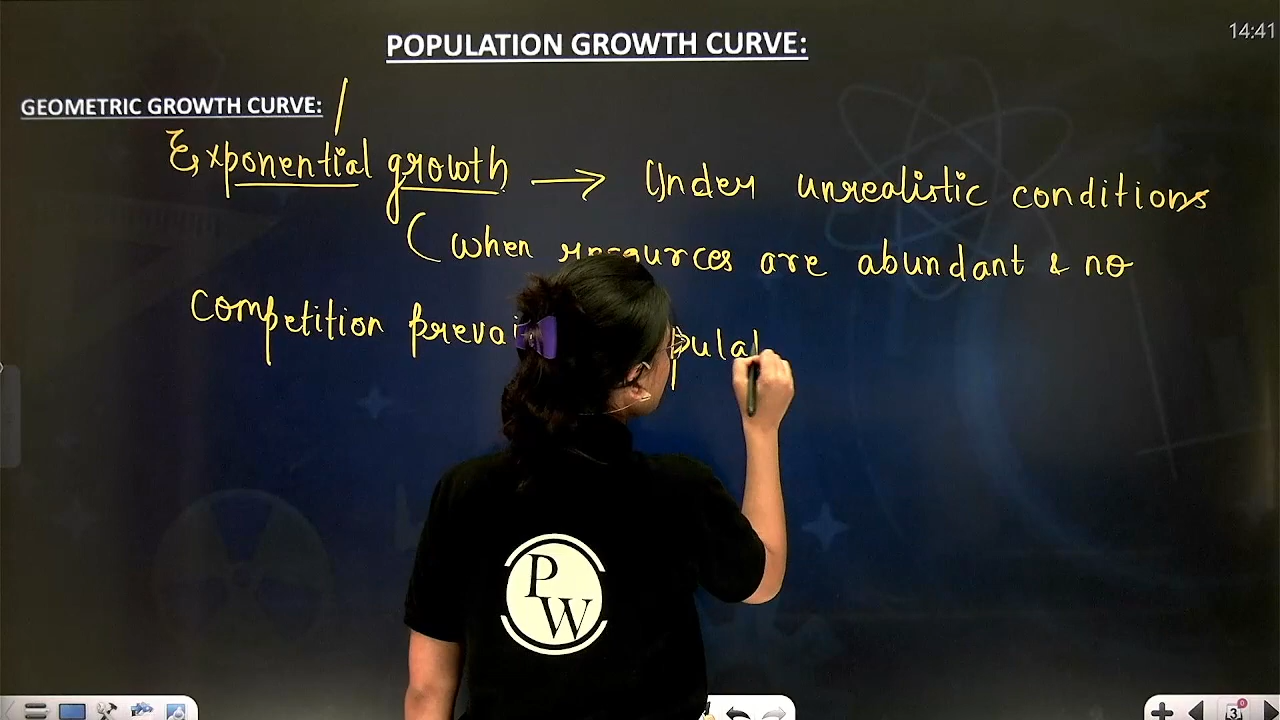 POPULATION GROWTH CURVE:
14:41
GEOMETRIC GROWTH CURVE: /
Exponential growth → Under unrealistic conditions
(when resources are abundant & no
competition
P
W
3